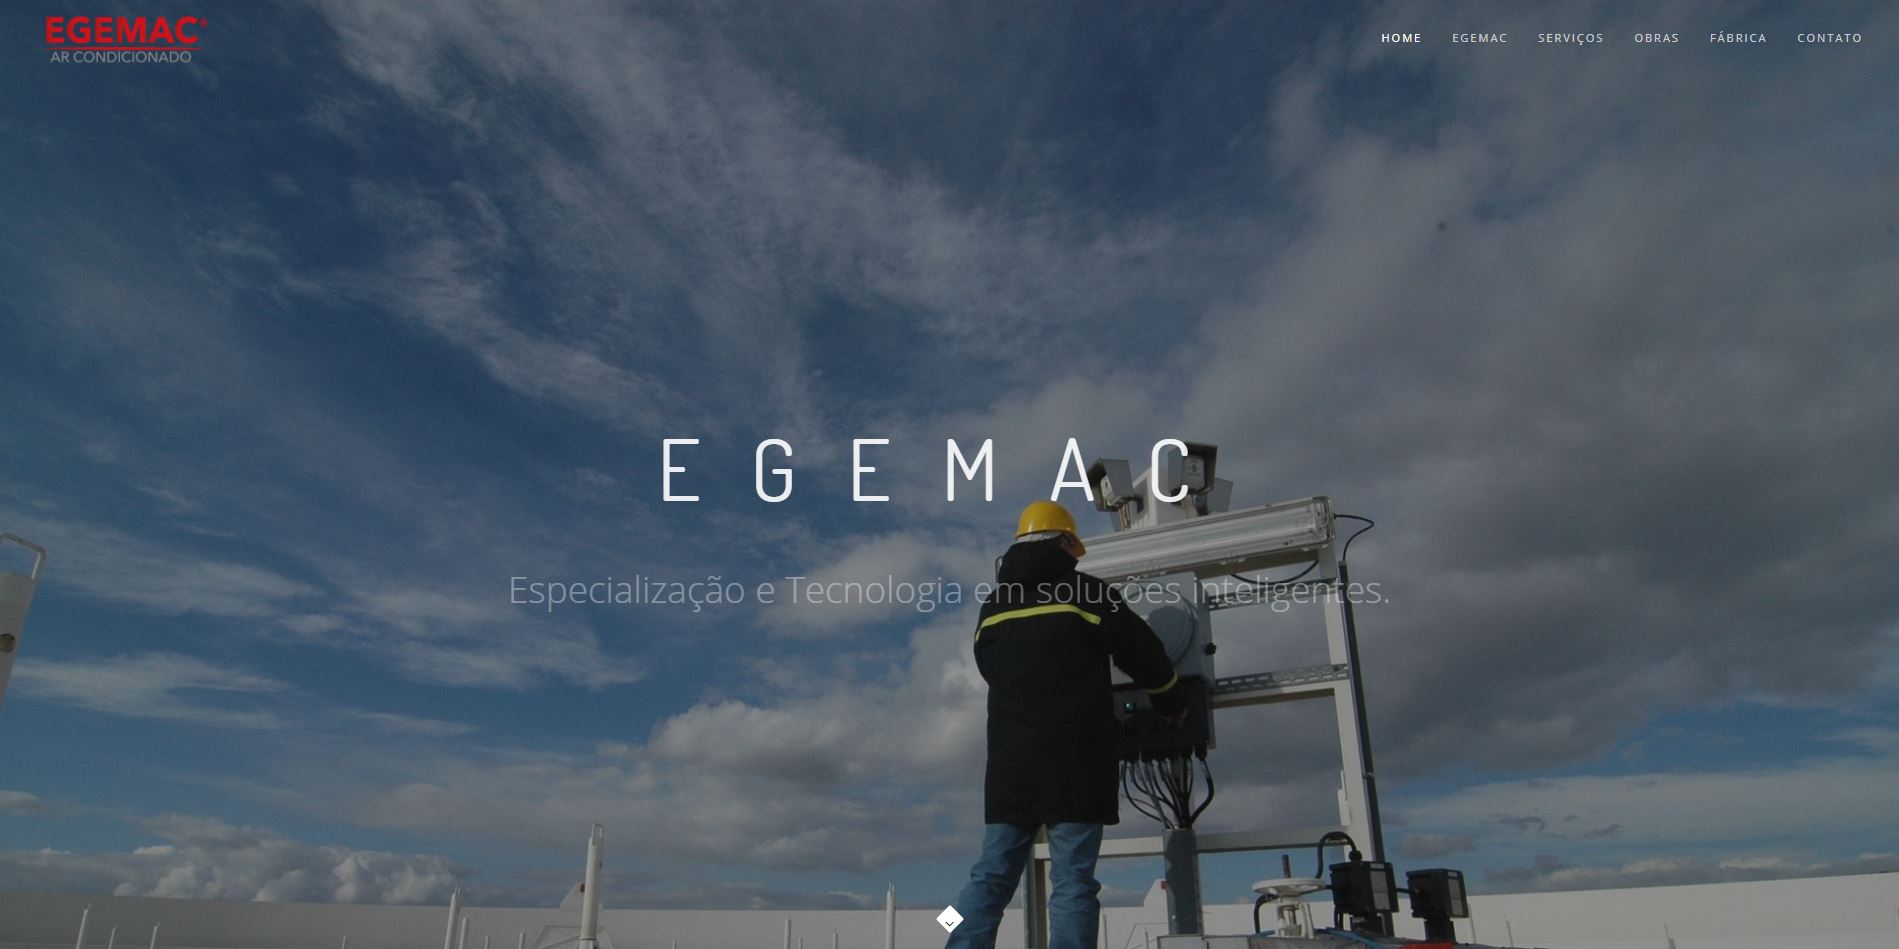 EGEMAC®
AR CONDICIONADO
HOME
EGEMAC
SERVIÇOS
OBRAS
FÁBRICA
CONTATO
EGEMAC
Especialização e Tecnologia em soluções inteligentes.